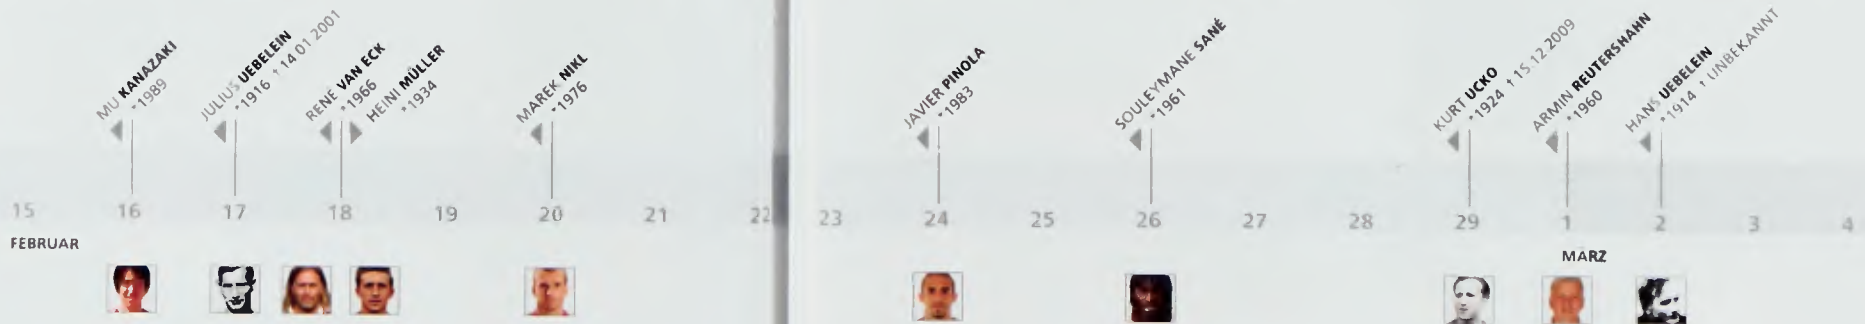 MU KANAZAKI
*1989
JULIUS UEBELEIN
*1916 †14 01 2001
RENÉ VAN ECK
*1966
HEINI MÜLLER
*1934
MAREK NIKL
*1976
JAVIER PINOLA
*1983
SOULEYMANE SANÉ
*1961
KURT UCKO
*1924 † 15.12.2009
ARMIN REUTERSHAHN
*1960
HANS UEBELEIN
*1914 † UNBEKANNT
15 16 17 18 19 20 21 22 23 24 25 26 27 28 29 1 2 3 4
FEBRUAR
MÄRZ